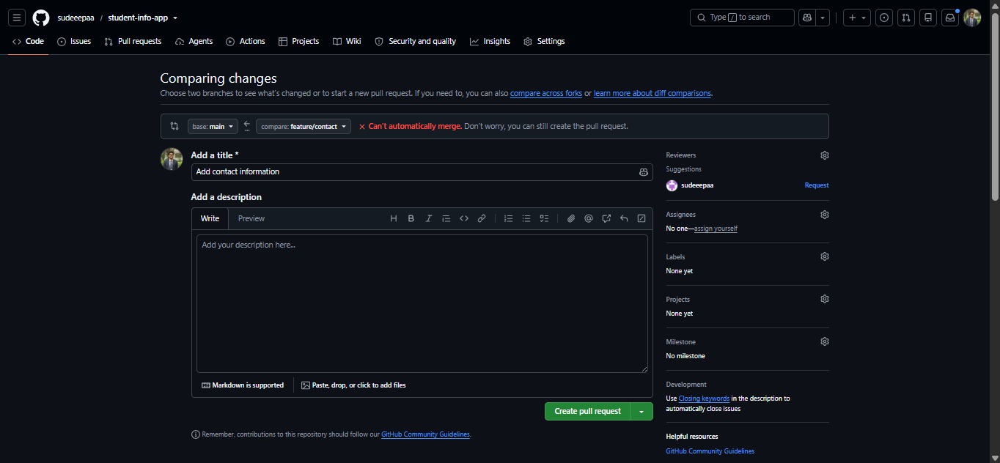 sudeeepaa / student-info-app
Type / to search
Code Issues Pull requests Agents Actions Projects Wiki Security and quality Insights Settings
Comparing changes
Choose two branches to see what's changed or to start a new pull request. If you need to, you can also compare across forks or learn more about diff comparisons.
base: main ... compare: feature/contact Can't automatically merge. Don't worry, you can still create the pull request.
Add a title *
Add contact information
Add a description
Write Preview
Add your description here...
Markdown is supported Paste, drop, or click to add files
Create pull request
Remember, contributions to this repository should follow our GitHub Community Guidelines.
Reviewers
Suggestions
sudeeepaa Request
Assignees
No one—assign yourself
Labels
None yet
Projects
None yet
Milestone
No milestone
Development
Use Closing keywords in the description to
automatically close issues
Helpful resources
GitHub Community Guidelines